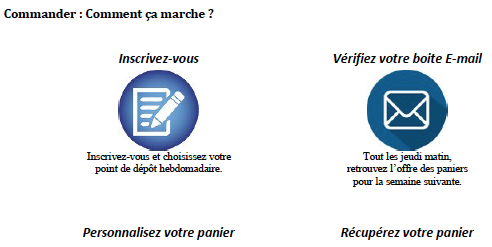 Commander : Comment ça marche ?
Inscrivez-vous
Inscrivez-vous et choisissez votre
point de dépôt hebdomadaire.
Vérifiez votre boite E-mail
Tout les jeudi matin,
retrouvez l'offre des paniers
pour la semaine suivante.
Personnalisez votre panier
Récupérez votre panier